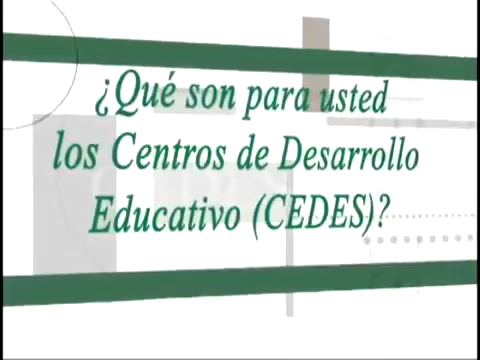 ¿Qué son para usted
los Centros de Desarrollo
Educativo (CEDES)?